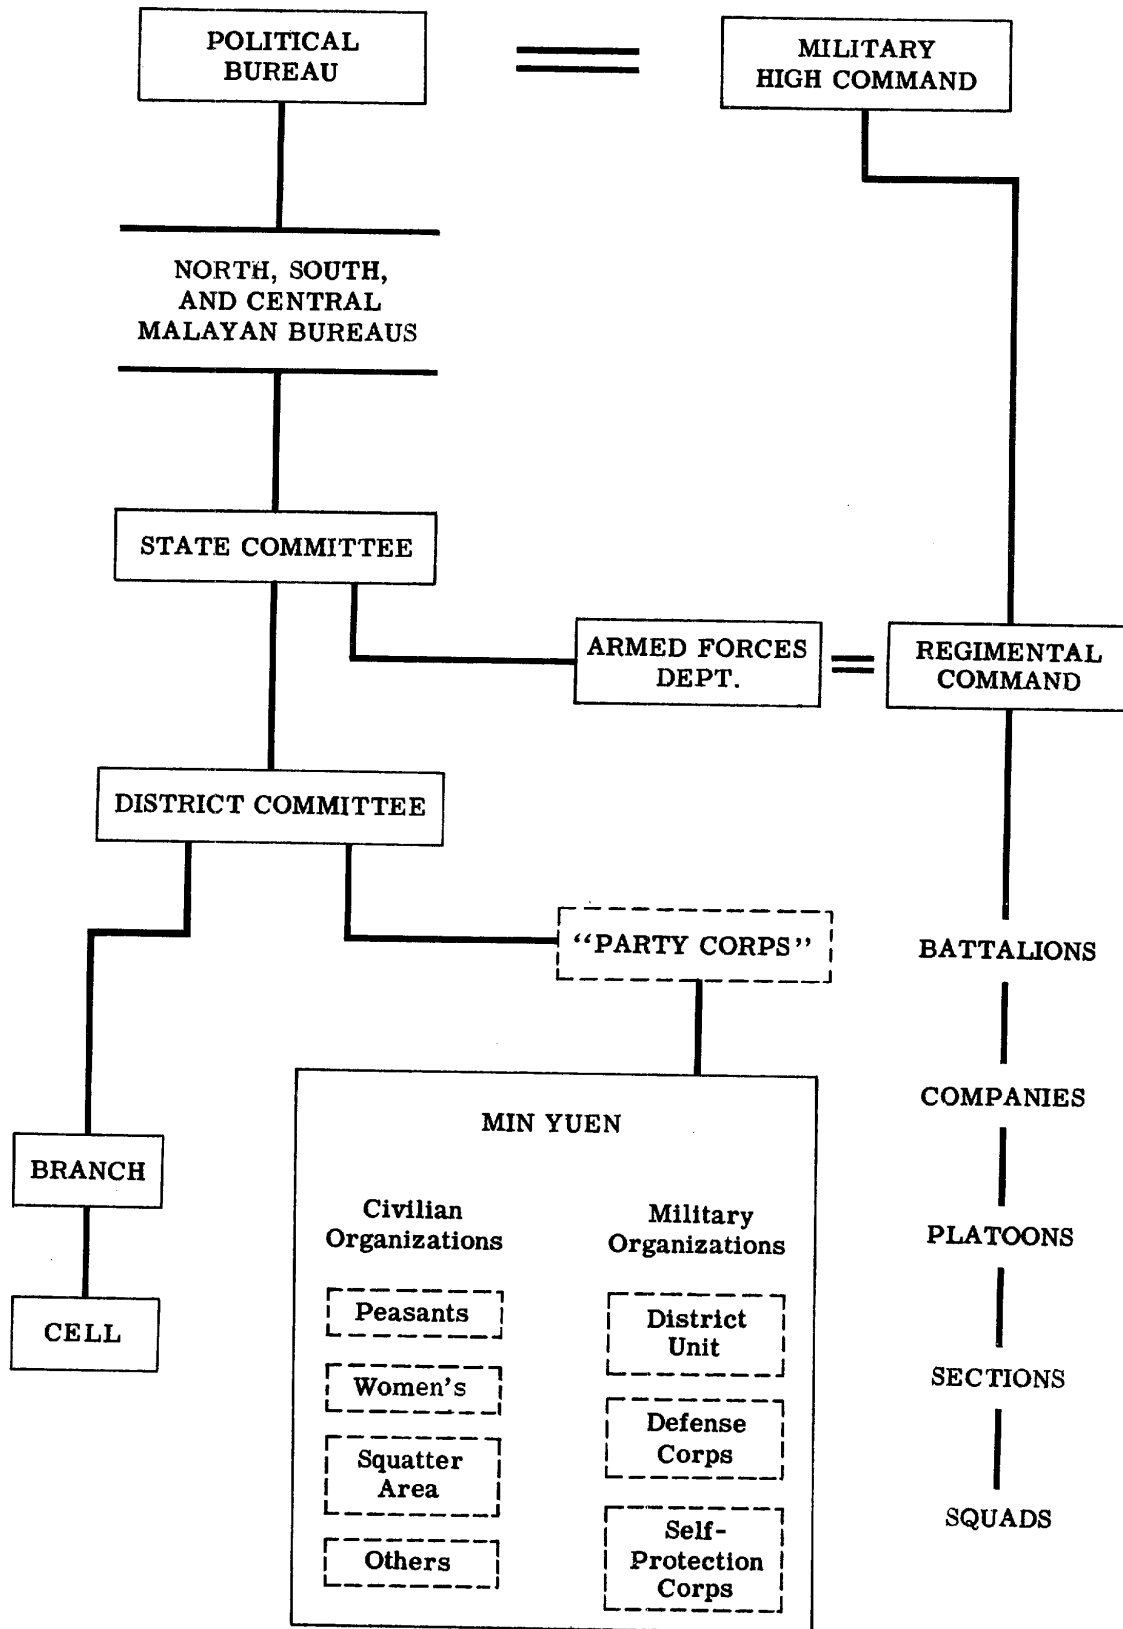 POLITICAL
BUREAU
MILITARY
HIGH COMMAND
NORTH, SOUTH,
AND CENTRAL
MALAYAN BUREAUS
STATE COMMITTEE
ARMED FORCES
DEPT.
REGIMENTAL
COMMAND
DISTRICT COMMITTEE
"PARTY CORPS"
BATTALIONS
COMPANIES
PLATOONS
SECTIONS
SQUADS
BRANCH
CELL
MIN YUEN
Civilian
Organizations
Peasants
Women's
Squatter
Area
Others
Military
Organizations
District
Unit
Defense
Corps
Self-
Protection
Corps